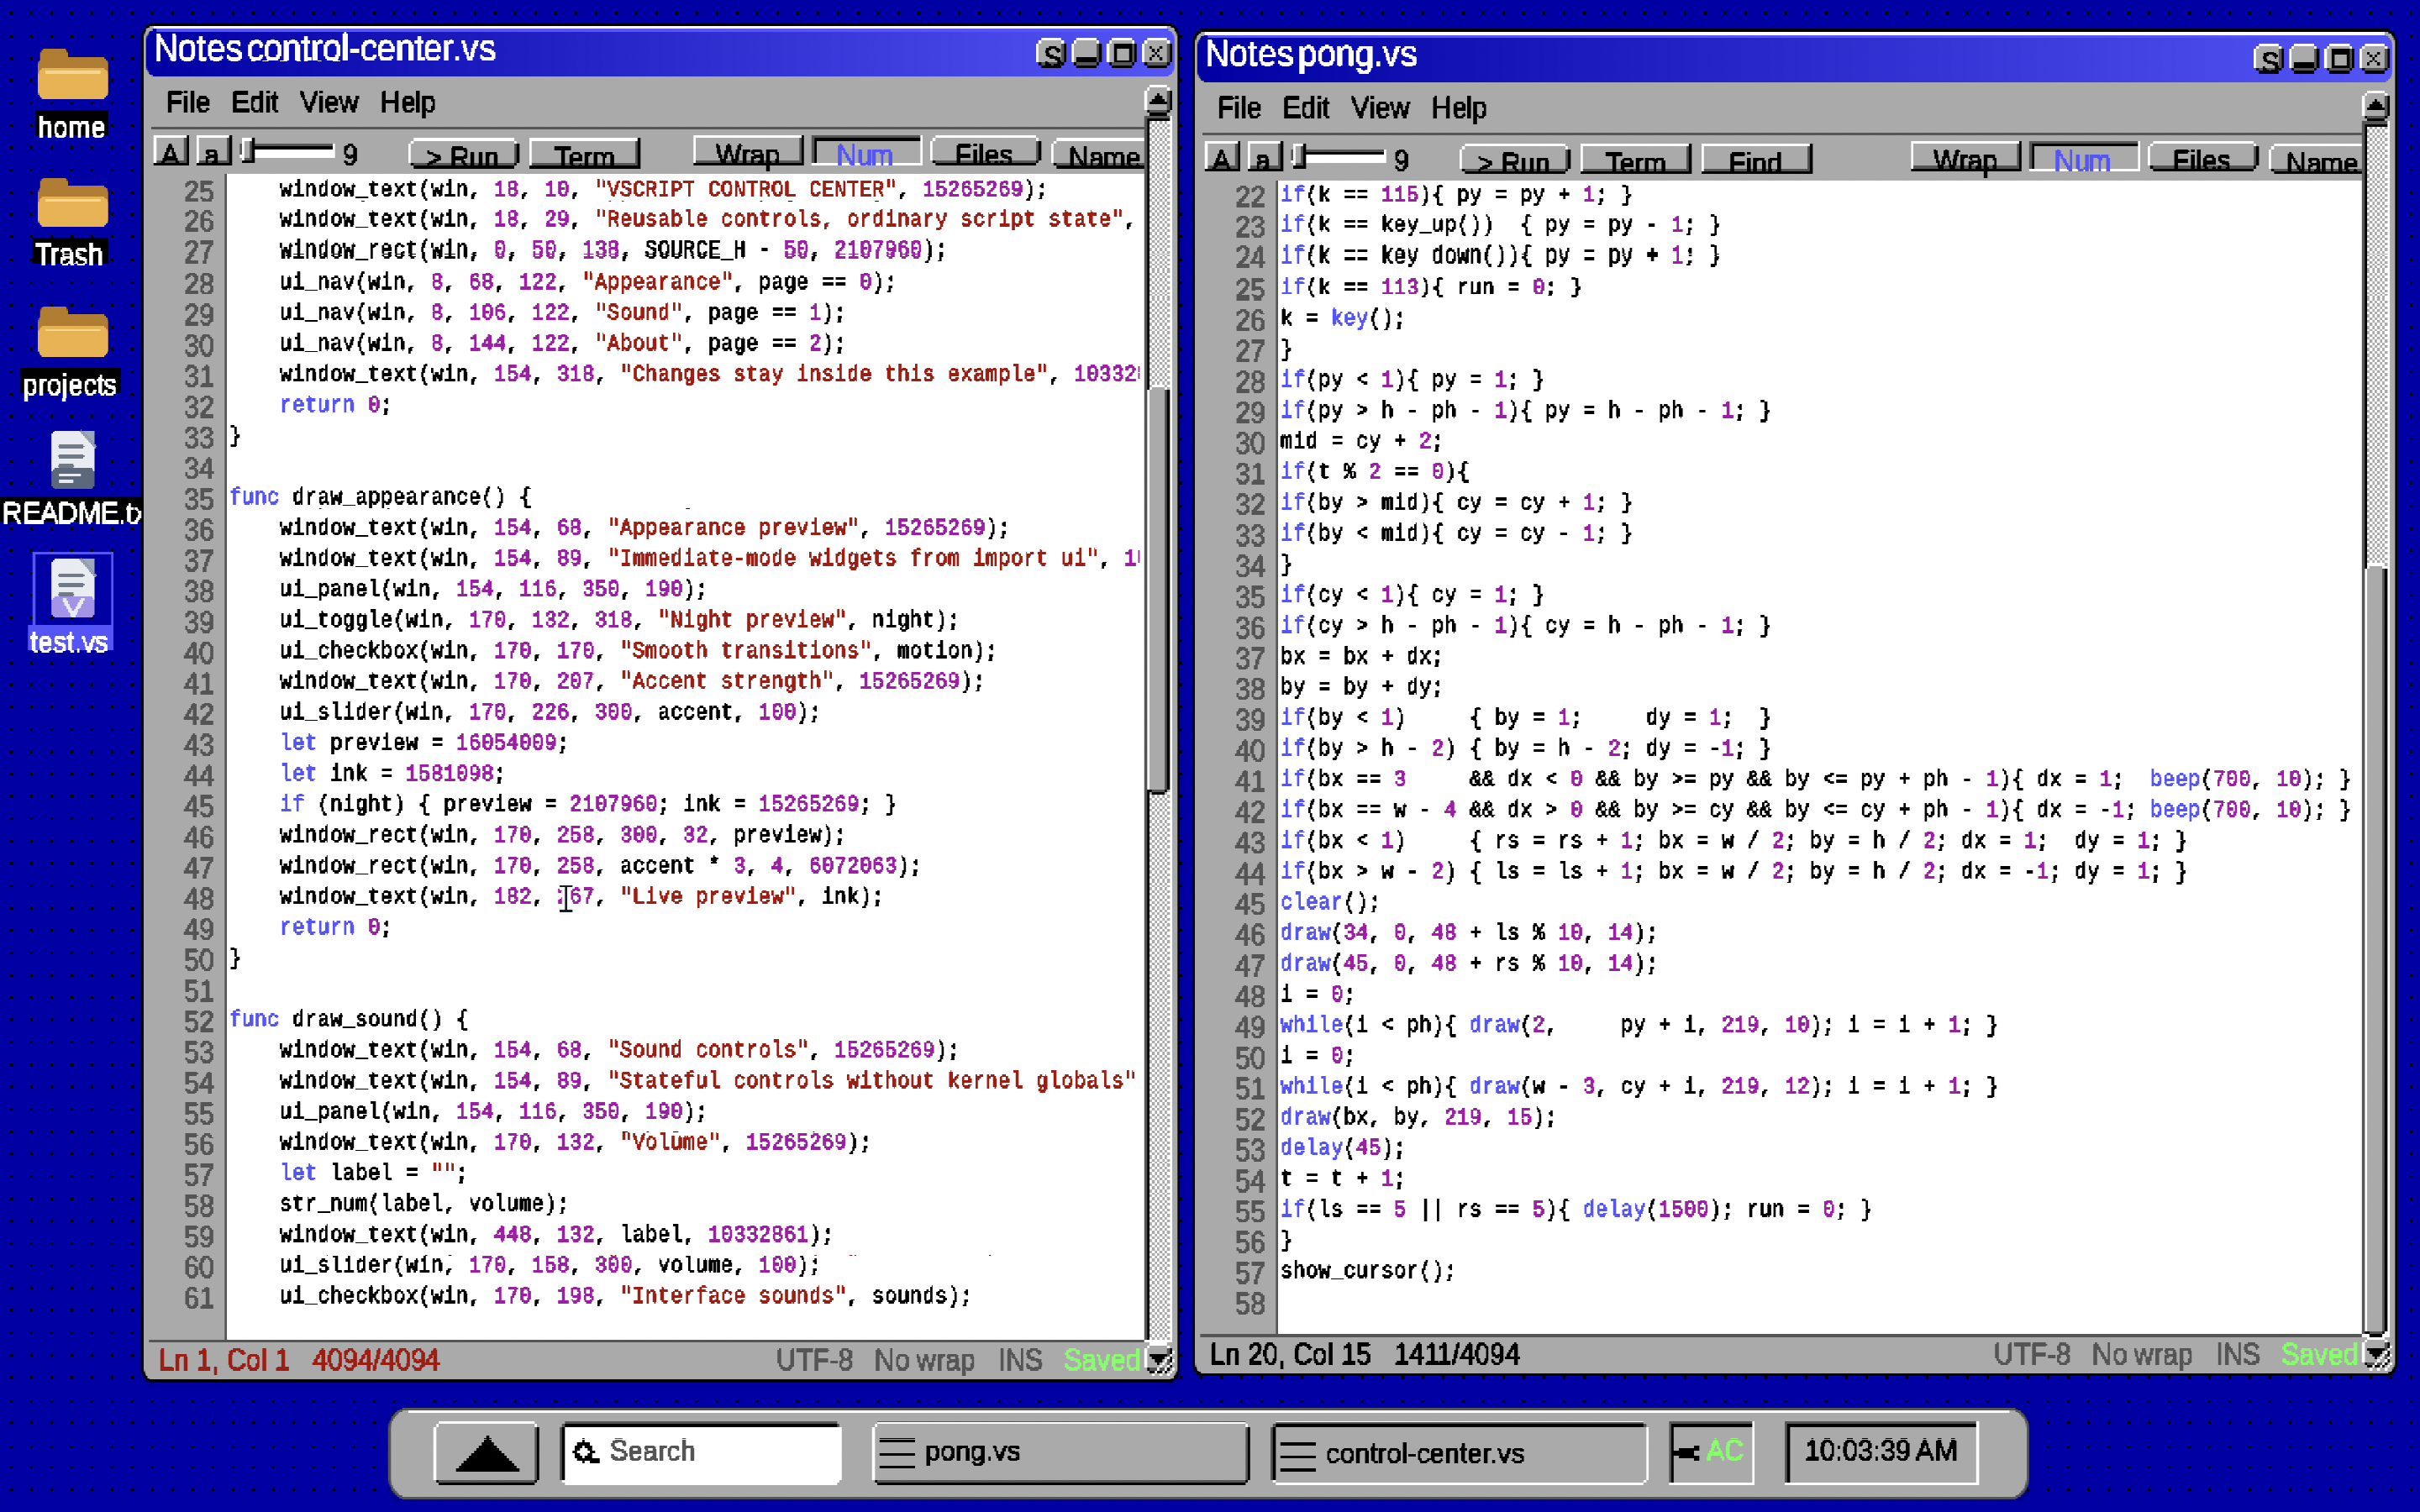 home
Trash
projects
README.t
test.vs
Notes control-center.vs
File Edit View Help
A a 9 > Run Term Wrap Num Files Name
25 window_text(win, 18, 10, "VSCRIPT CONTROL CENTER", 15265269);
26 window_text(win, 18, 29, "Reusable controls, ordinary script state",
27 window_rect(win, 0, 50, 138, SOURCE_H - 50, 2107960);
28 ui_nav(win, 8, 68, 122, "Appearance", page == 0);
29 ui_nav(win, 8, 106, 122, "Sound", page == 1);
30 ui_nav(win, 8, 144, 122, "About", page == 2);
31 window_text(win, 154, 318, "Changes stay inside this example", 10332
32 return 0;
33 }
34
35 func draw_appearance() {
36 window_text(win, 154, 68, "Appearance preview", 15265269);
37 window_text(win, 154, 89, "Immediate-mode widgets from import ui", 1
38 ui_panel(win, 154, 116, 350, 190);
39 ui_toggle(win, 170, 132, 318, "Night preview", night);
40 ui_checkbox(win, 170, 170, "Smooth transitions", motion);
41 window_text(win, 170, 207, "Accent strength", 15265269);
42 ui_slider(win, 170, 226, 300, accent, 100);
43 let preview = 16054009;
44 let ink = 1581098;
45 if (night) { preview = 2107960; ink = 15265269; }
46 window_rect(win, 170, 258, 300, 32, preview);
47 window_rect(win, 170, 258, accent * 3, 4, 6072063);
48 window_text(win, 182, 267, "Live preview", ink);
49 return 0;
50 }
51
52 func draw_sound() {
53 window_text(win, 154, 68, "Sound controls", 15265269);
54 window_text(win, 154, 89, "Stateful controls without kernel globals"
55 ui_panel(win, 154, 116, 350, 190);
56 window_text(win, 170, 132, "Volume", 15265269);
57 let label = "";
58 str_num(label, volume);
59 window_text(win, 448, 132, label, 10332861);
60 ui_slider(win, 170, 158, 300, volume, 100);
61 ui_checkbox(win, 170, 198, "Interface sounds", sounds);
Ln 1, Col 1 4094/4094 UTF-8 No wrap INS Saved
Notes pong.vs
File Edit View Help
A a 9 > Run Term Find Wrap Num Files Name
22 if(k == 115){ py = py + 1; }
23 if(k == key_up()) { py = py - 1; }
24 if(k == key down()){ py = py + 1; }
25 if(k == 113){ run = 0; }
26 k = key();
27 }
28 if(py < 1){ py = 1; }
29 if(py > h - ph - 1){ py = h - ph - 1; }
30 mid = cy + 2;
31 if(t % 2 == 0){
32 if(by > mid){ cy = cy + 1; }
33 if(by < mid){ cy = cy - 1; }
34 }
35 if(cy < 1){ cy = 1; }
36 if(cy > h - ph - 1){ cy = h - ph - 1; }
37 bx = bx + dx;
38 by = by + dy;
39 if(by < 1) { by = 1; dy = 1; }
40 if(by > h - 2) { by = h - 2; dy = -1; }
41 if(bx == 3 && dx < 0 && by >= py && by <= py + ph - 1){ dx = 1; beep(700, 10); }
42 if(bx == w - 4 && dx > 0 && by >= cy && by <= cy + ph - 1){ dx = -1; beep(700, 10); }
43 if(bx < 1) { rs = rs + 1; bx = w / 2; by = h / 2; dx = 1; dy = 1; }
44 if(bx > w - 2) { ls = ls + 1; bx = w / 2; by = h / 2; dx = -1; dy = 1; }
45 clear();
46 draw(34, 0, 48 + ls % 10, 14);
47 draw(45, 0, 48 + rs % 10, 14);
48 i = 0;
49 while(i < ph){ draw(2, py + i, 219, 10); i = i + 1; }
50 i = 0;
51 while(i < ph){ draw(w - 3, cy + i, 219, 12); i = i + 1; }
52 draw(bx, by, 219, 15);
53 delay(45);
54 t = t + 1;
55 if(ls == 5 || rs == 5){ delay(1500); run = 0; }
56 }
57 show_cursor();
58
Ln 20, Col 15 1411/4094 UTF-8 No wrap INS Saved
Search pong.vs control-center.vs AC 10:03:39 AM